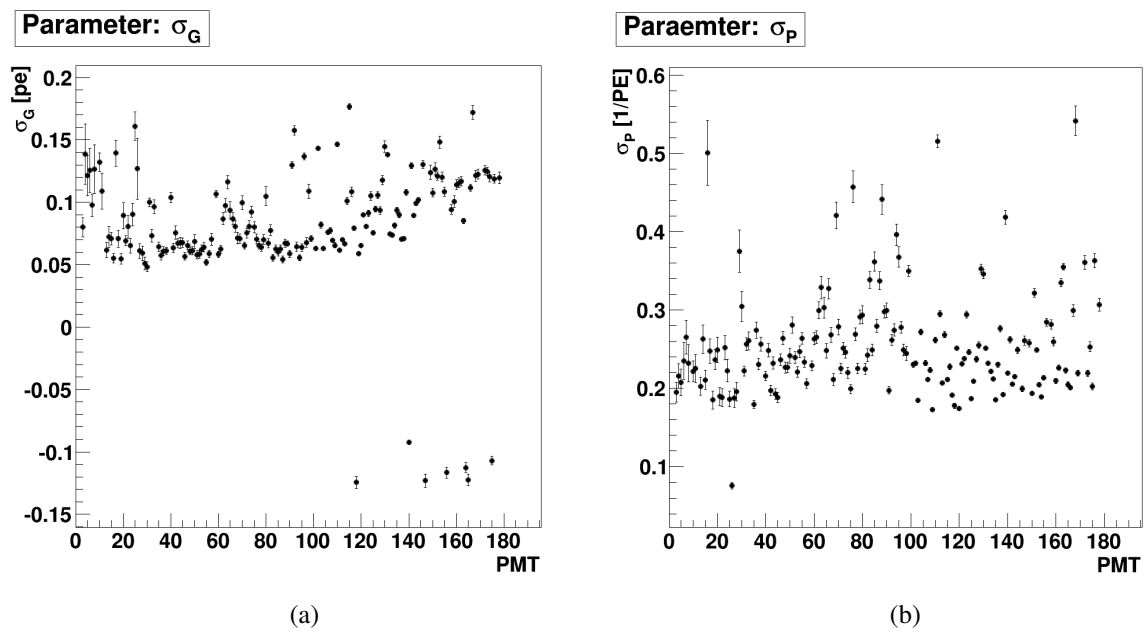 Parameter: σG
σG [pe]
0.2
0.15
0.1
0.05
0
-0.05
-0.1
-0.15
0 20 40 60 80 100 120 140 160 180
PMT
(a)
Paraemter: σP
σP [1/PE]
0.6
0.5
0.4
0.3
0.2
0.1
0 20 40 60 80 100 120 140 160 180
PMT
(b)